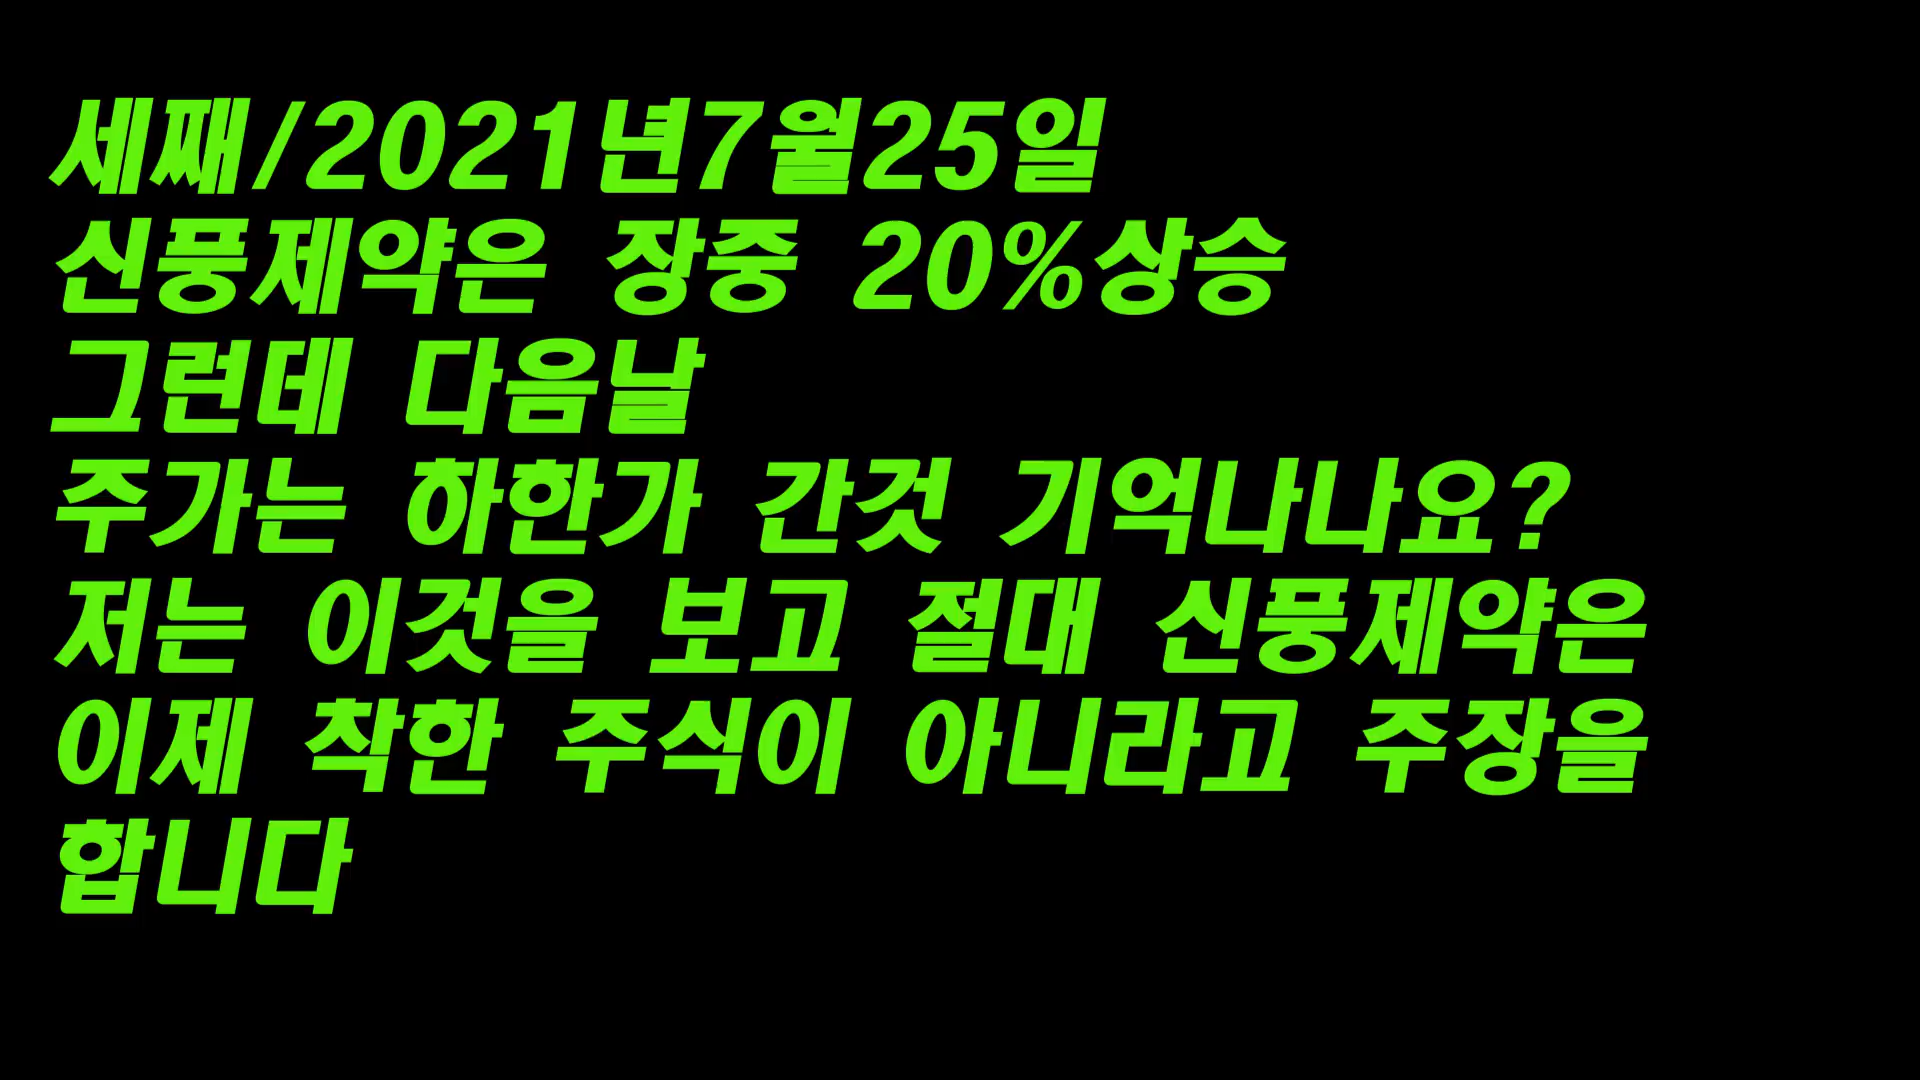 세째/2021년7월25일
신풍제약은 장중 20%상승
그런데 다음날
주가는 하한가 간것 기억나나요?
저는 이것을 보고 절대 신풍제약은
이제 착한 주식이 아니라고 주장을
합니다